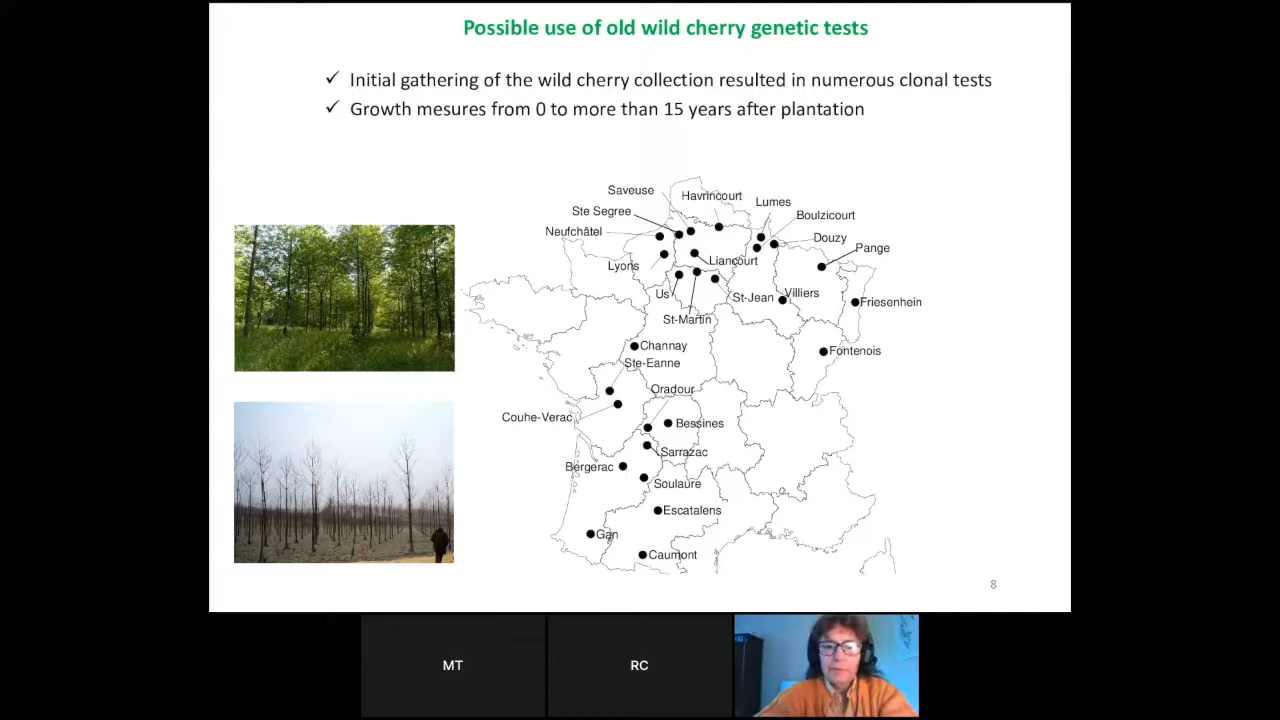 Possible use of old wild cherry genetic tests
✓ Initial gathering of the wild cherry collection resulted in numerous clonal tests
✓ Growth mesures from 0 to more than 15 years after plantation
Saveuse
Havrincourt
Lumes
Ste Segree
Boulzicourt
Neufchâtel
Douzy
Pange
Lyons
Liancourt
Us
St-Jean
Villiers
Friesenhein
St-Martin
Channay
Fontenois
Ste-Eanne
Oradour
Couhe-Verac
Bessines
Sarrazac
Bergerac
Soulaure
Escatalens
Gan
Caumont
8
MT
RC